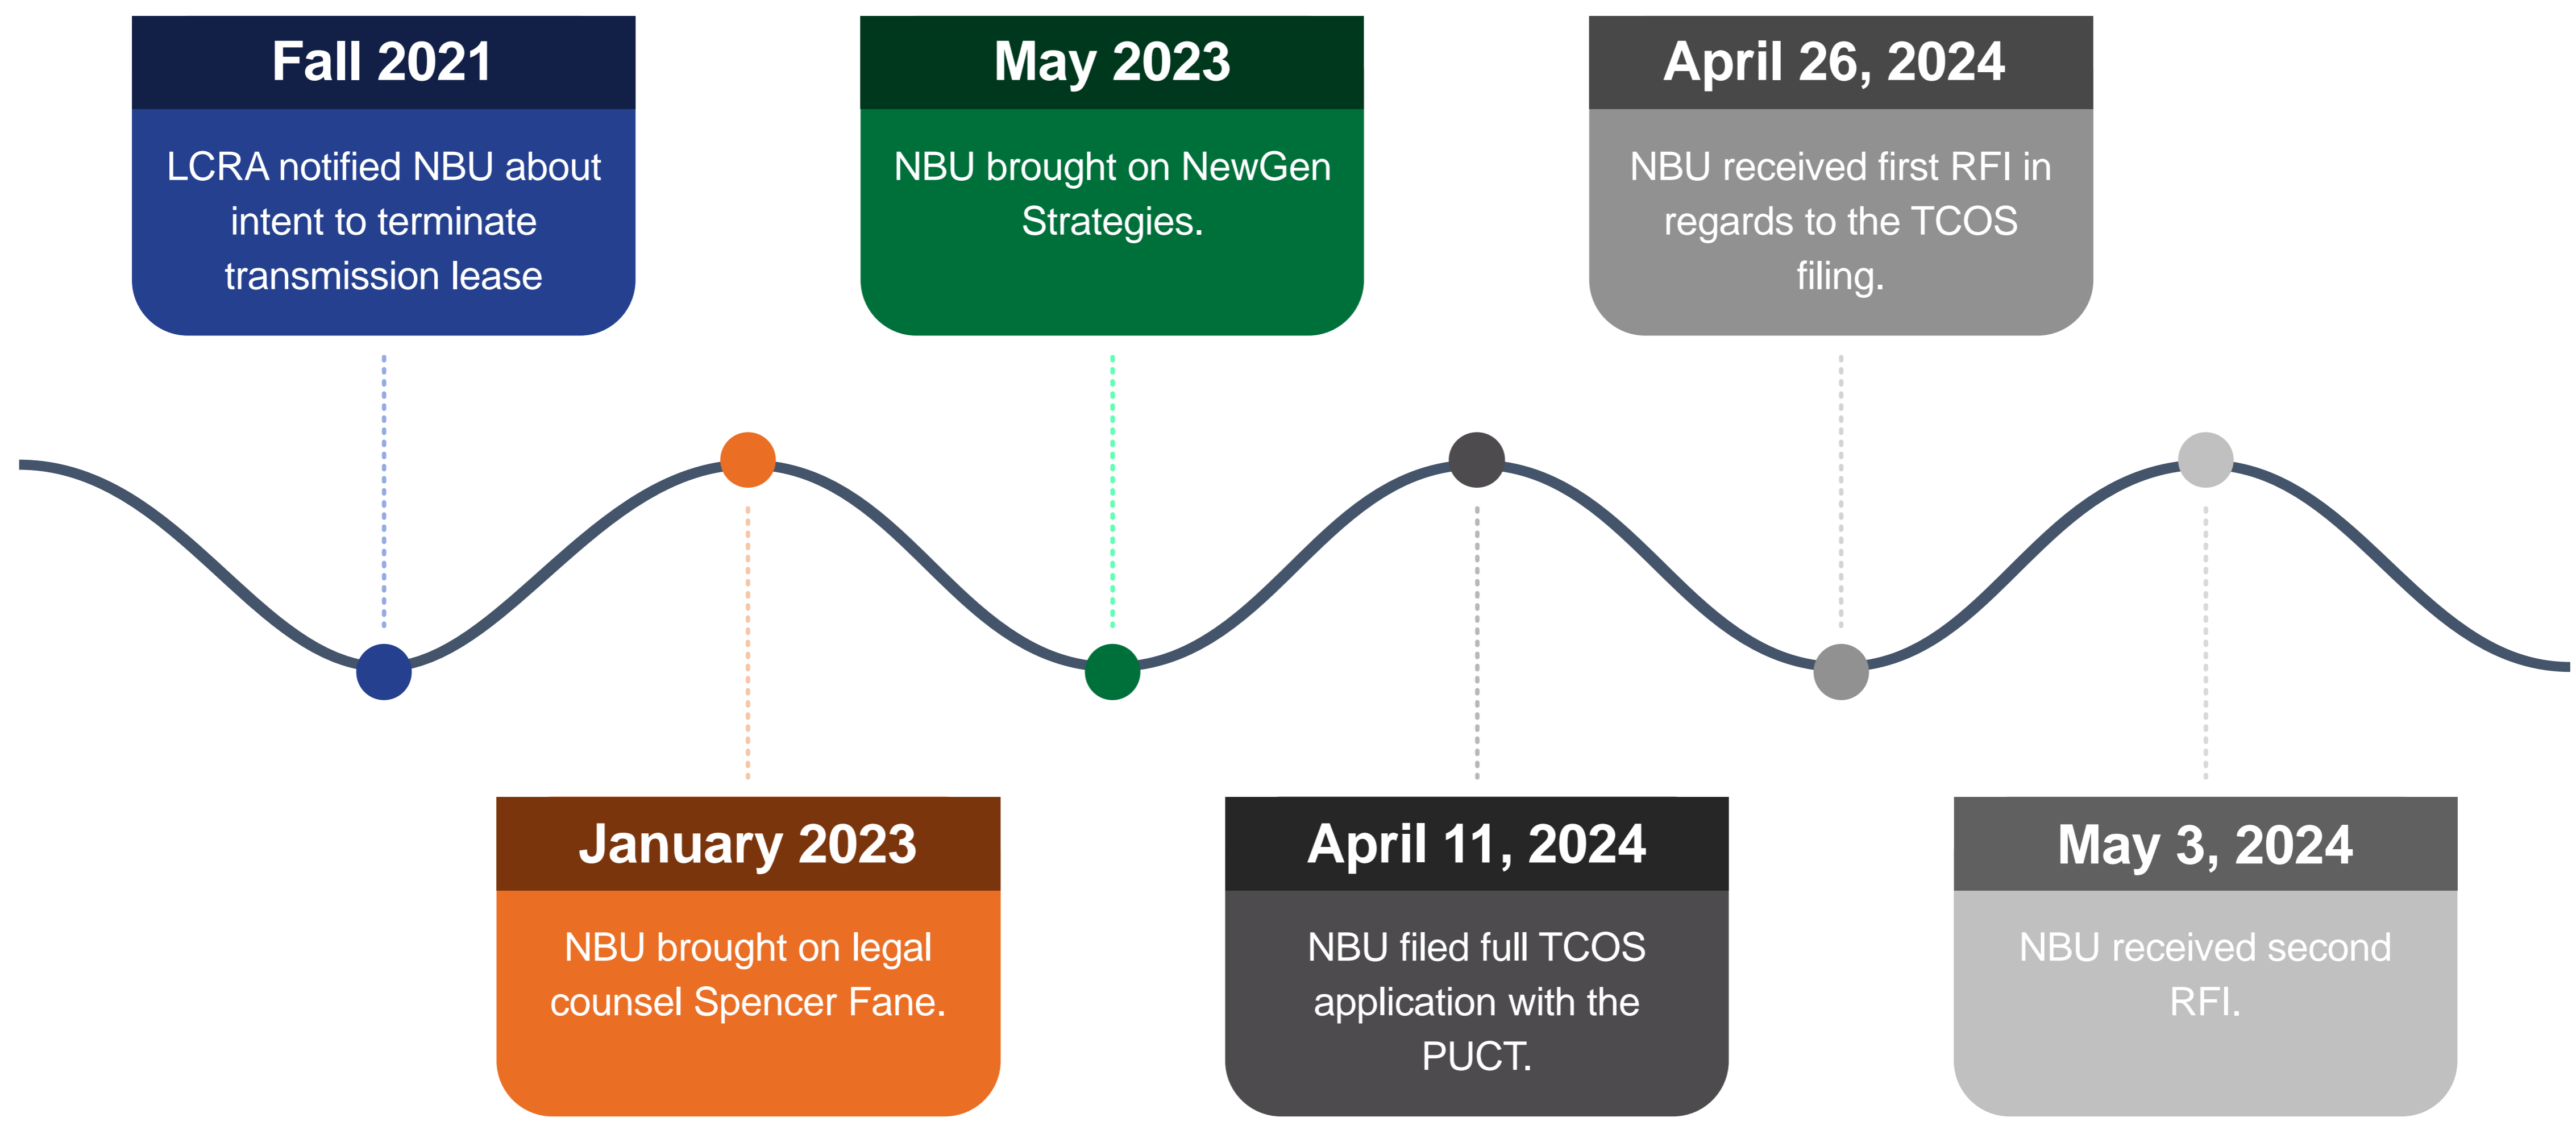 Fall 2021
LCRA notified NBU about
intent to terminate
transmission lease
January 2023
NBU brought on legal
counsel Spencer Fane.
May 2023
NBU brought on NewGen
Strategies.
April 11, 2024
NBU filed full TCOS
application with the
PUCT.
April 26, 2024
NBU received first RFI in
regards to the TCOS
filing.
May 3, 2024
NBU received second
RFI.